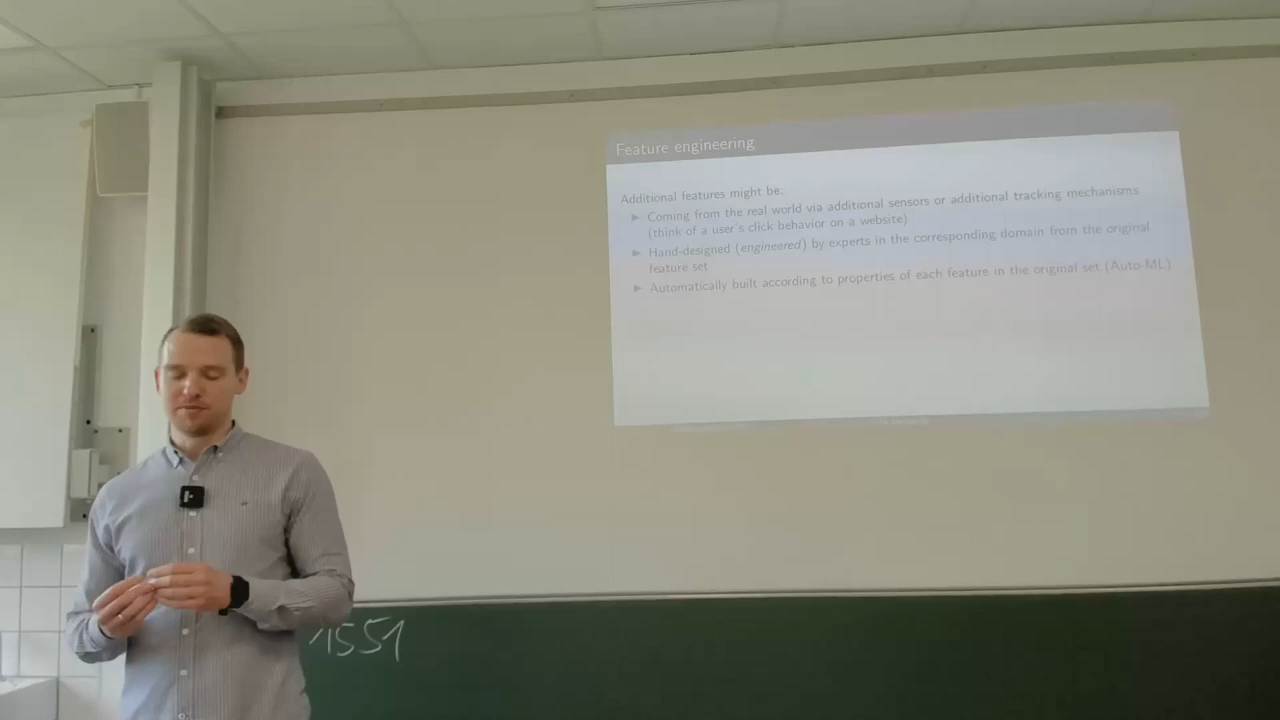 Feature engineering
Additional features might be:
Coming from the real world via additional sensors or additional tracking mechanisms
(think of a user's click behavior on a website)
Hand-designed (engineered) by experts in the corresponding domain from the original
feature set
Automatically built according to properties of each feature in the original set (Auto-ML)
1551